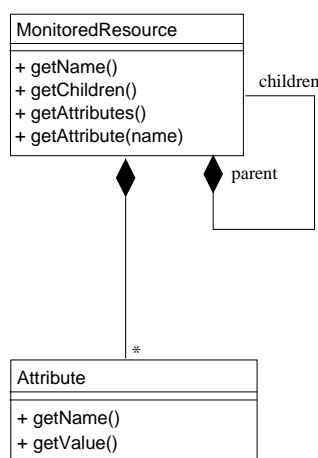 MonitoredResource
+ getName()
+ getChildren()
+ getAttributes()
+ getAttribute(name)
children
parent
*
Attribute
+ getName()
+ getValue()